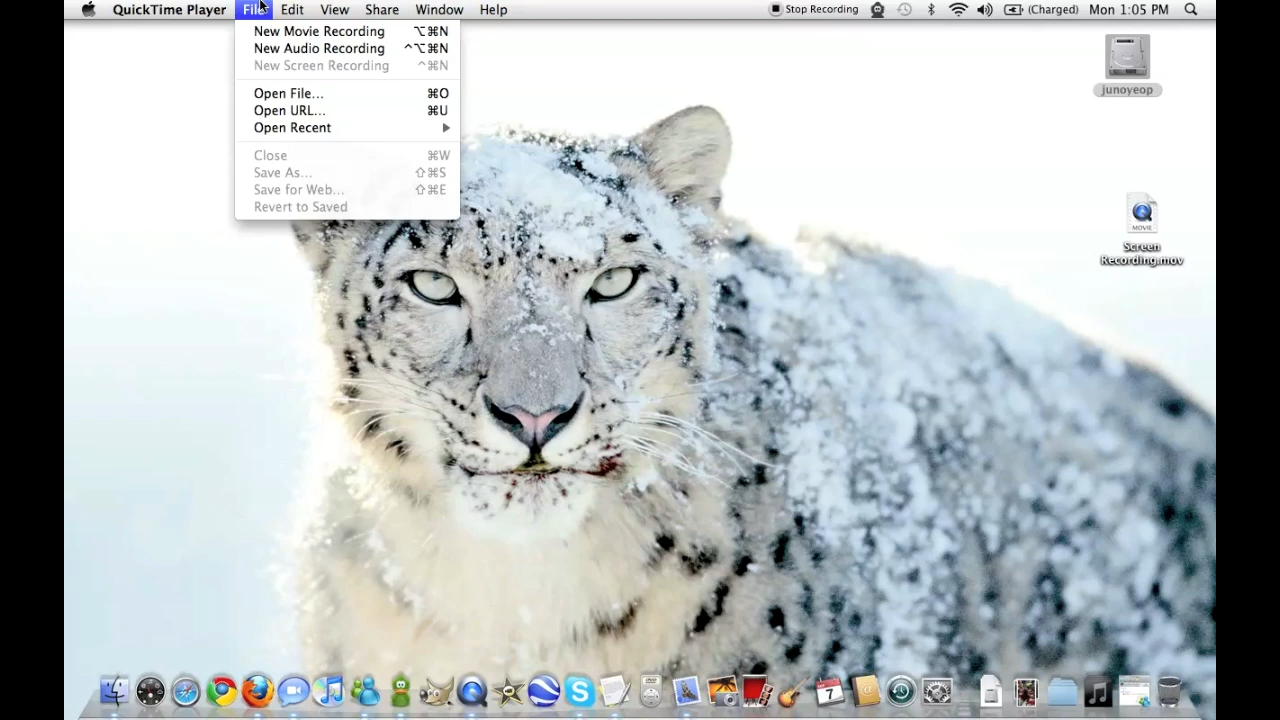 QuickTime Player File Edit View Share Window Help Stop Recording (Charged) Mon 1:05 PM
New Movie Recording ⌥⌘N
New Audio Recording ^⌥⌘N
New Screen Recording ^⌘N
Open File... ⌘O
Open URL... ⌘U
Open Recent
Close ⌘W
Save As... ⇧⌘S
Save for Web... ⇧⌘E
Revert to Saved
junoyeop
MOVIE
Screen
Recording.mov
7